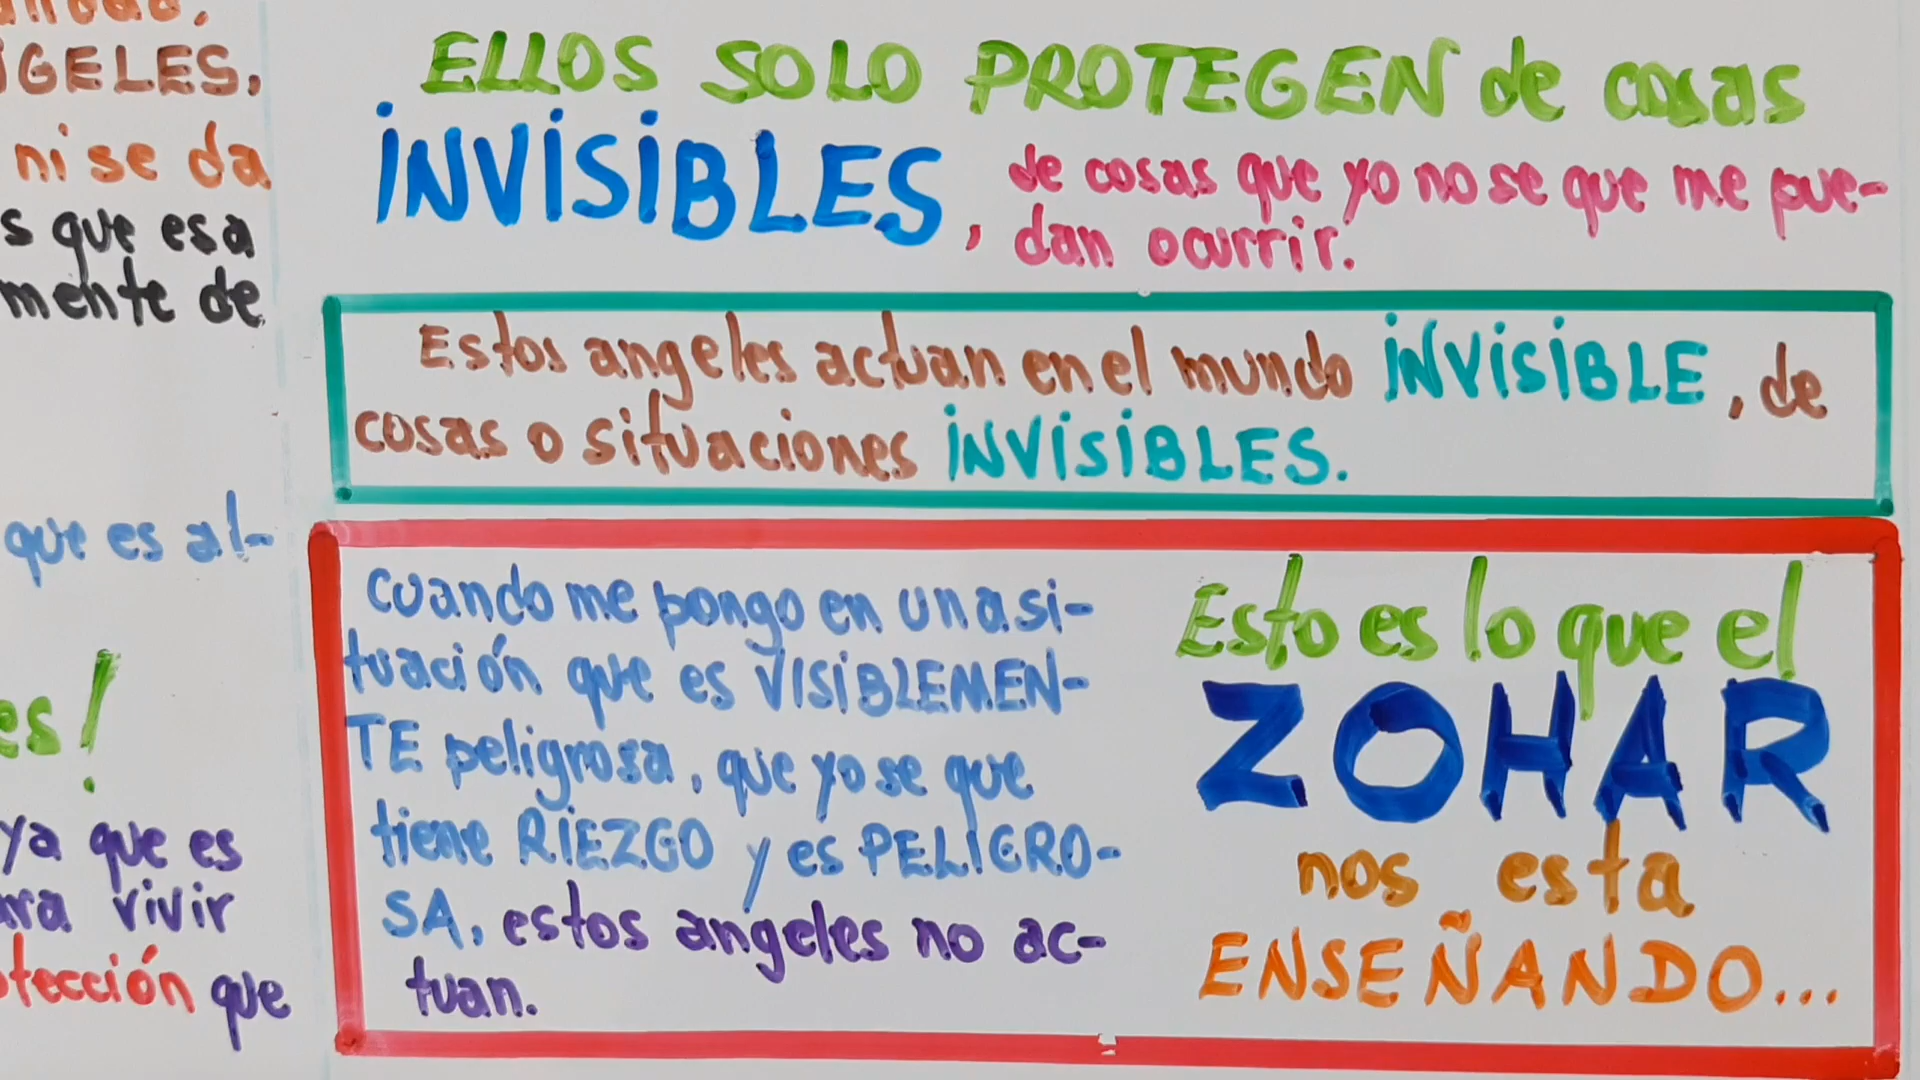 ELLOS SOLO PROTEGEN de cosas
INVISIBLES, de cosas que yo no se que me pue-
dan ocurrir.
Estos angeles actuan en el mundo INVISIBLE, de
cosas o situaciones INVISIBLES.
Cuando me pongo en una si-
tuación que es VISIBLEMEN-
TE peligrosa, que yo se que
tiene RIEZGO y es PELIGRO-
SA, estos angeles no ac-
tuan.
Esto es lo que el
ZOHAR
nos esta
ENSEÑANDO...
ni se da
s que esa
mente de
que es al-
es!
ya que es
vivir
tección que